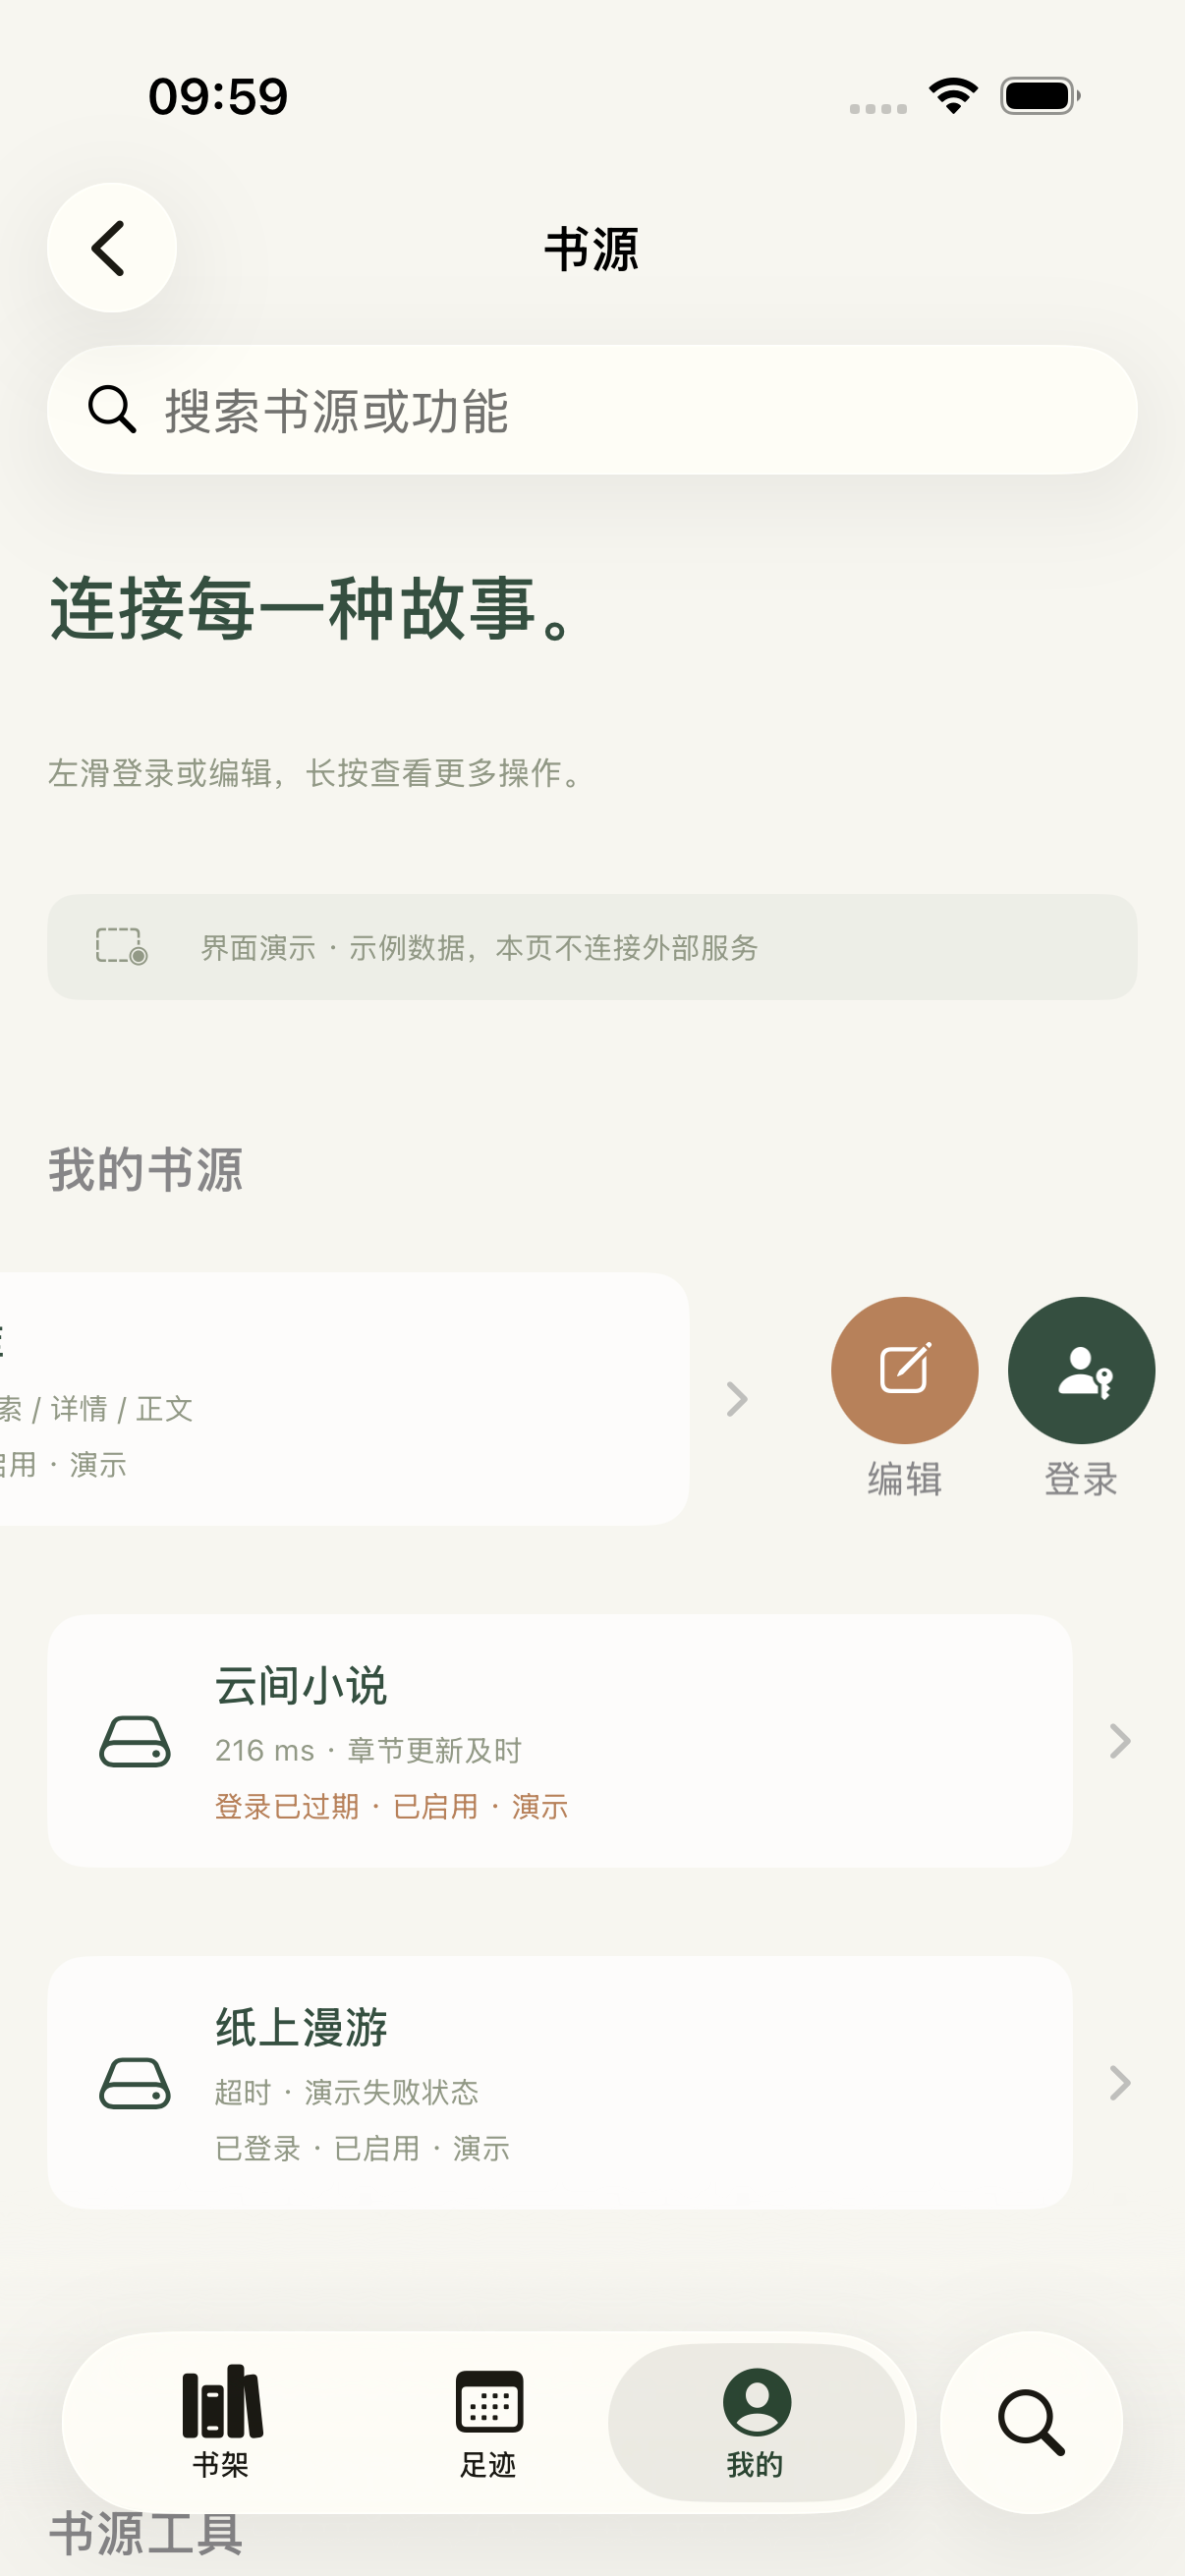 09:59
书源
搜索书源或功能
连接每一种故事。
左滑登录或编辑，长按查看更多操作。
界面演示 · 示例数据，本页不连接外部服务
我的书源
索 / 详情 / 正文
用 · 演示
编辑
登录
云间小说
216 ms · 章节更新及时
登录已过期 · 已启用 · 演示
纸上漫游
超时 · 演示失败状态
已登录 · 已启用 · 演示
书架
足迹
我的
书源工具